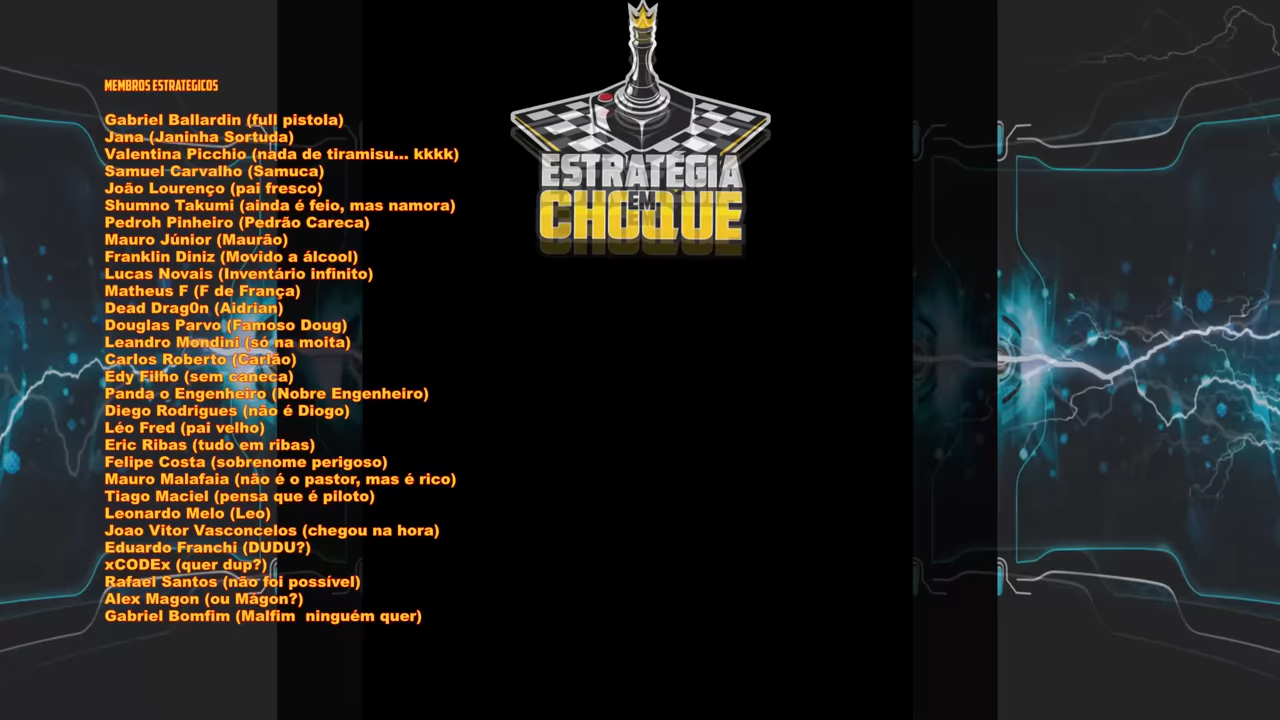 MEMBROS ESTRATEGICOS
Gabriel Ballardin (full pistola)
Jana (Janinha Sortuda)
Valentina Picchio (nada de tiramisu... kkkk)
Samuel Carvalho (Samuca)
João Lourenço (pai fresco)
Shumno Takumi (ainda é feio, mas namora)
Pedroh Pinheiro (Pedrão Careca)
Mauro Júnior (Maurão)
Franklin Diniz (Movido a álcool)
Lucas Novais (Inventário infinito)
Matheus F (F de França)
Dead Drag0n (Aidrian)
Douglas Parvo (Famoso Doug)
Leandro Mondini (só na moita)
Carlos Roberto (Carlão)
Edy Filho (sem caneca)
Panda o Engenheiro (Nobre Engenheiro)
Diego Rodrigues (não é Diogo)
Léo Fred (pai velho)
Eric Ribas (tudo em ribas)
Felipe Costa (sobrenome perigoso)
Mauro Malafaia (não é o pastor, mas é rico)
Tiago Maciel (pensa que é piloto)
Leonardo Melo (Leo)
Joao Vitor Vasconcelos (chegou na hora)
Eduardo Franchi (DUDU?)
xCODEx (quer dup?)
Rafael Santos (não foi possível)
Alex Magon (ou Mágon?)
Gabriel Bomfim (Malfim  ninguém quer)
ESTRATÉGIA
EM
CHOQUE